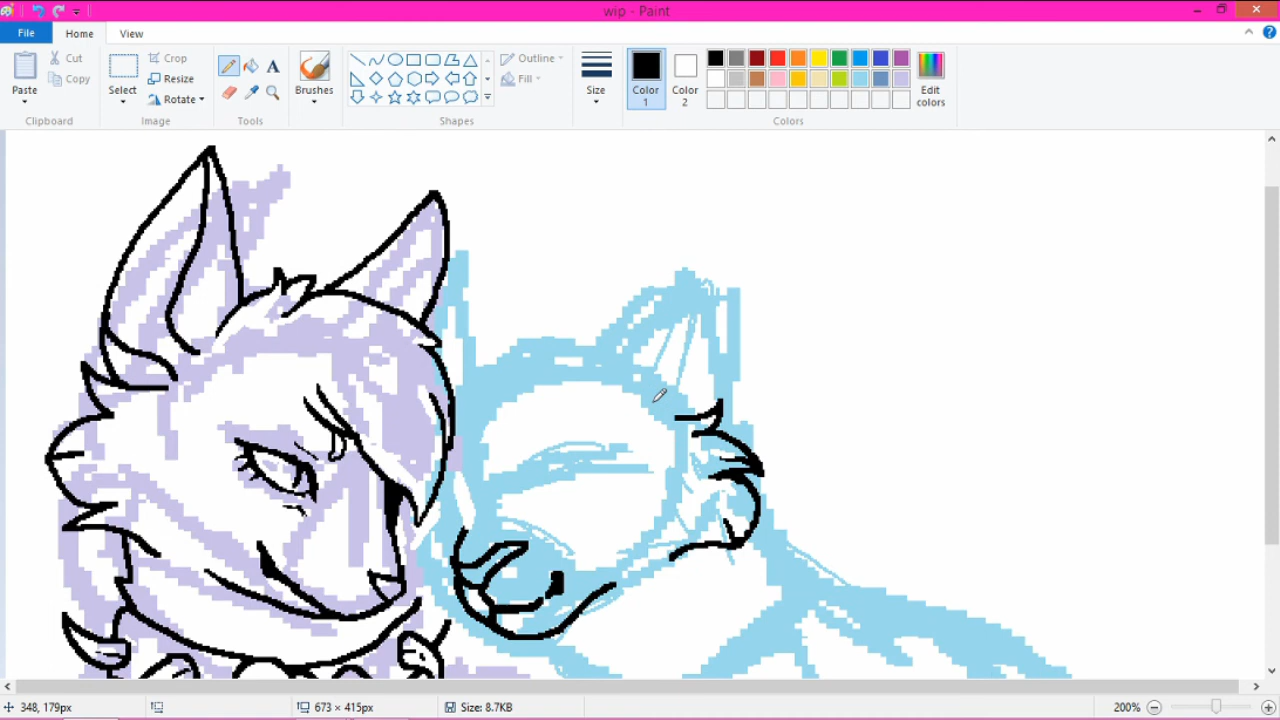 wip - Paint
File Home View
Paste
Cut
Copy
Clipboard
Select
Crop
Resize
Rotate
Image
A
Tools
Brushes
Outline
Fill
Shapes
Size
Color 1
Color 2
Edit colors
Colors
348, 179px
673 × 415px
Size: 8.7KB
200%